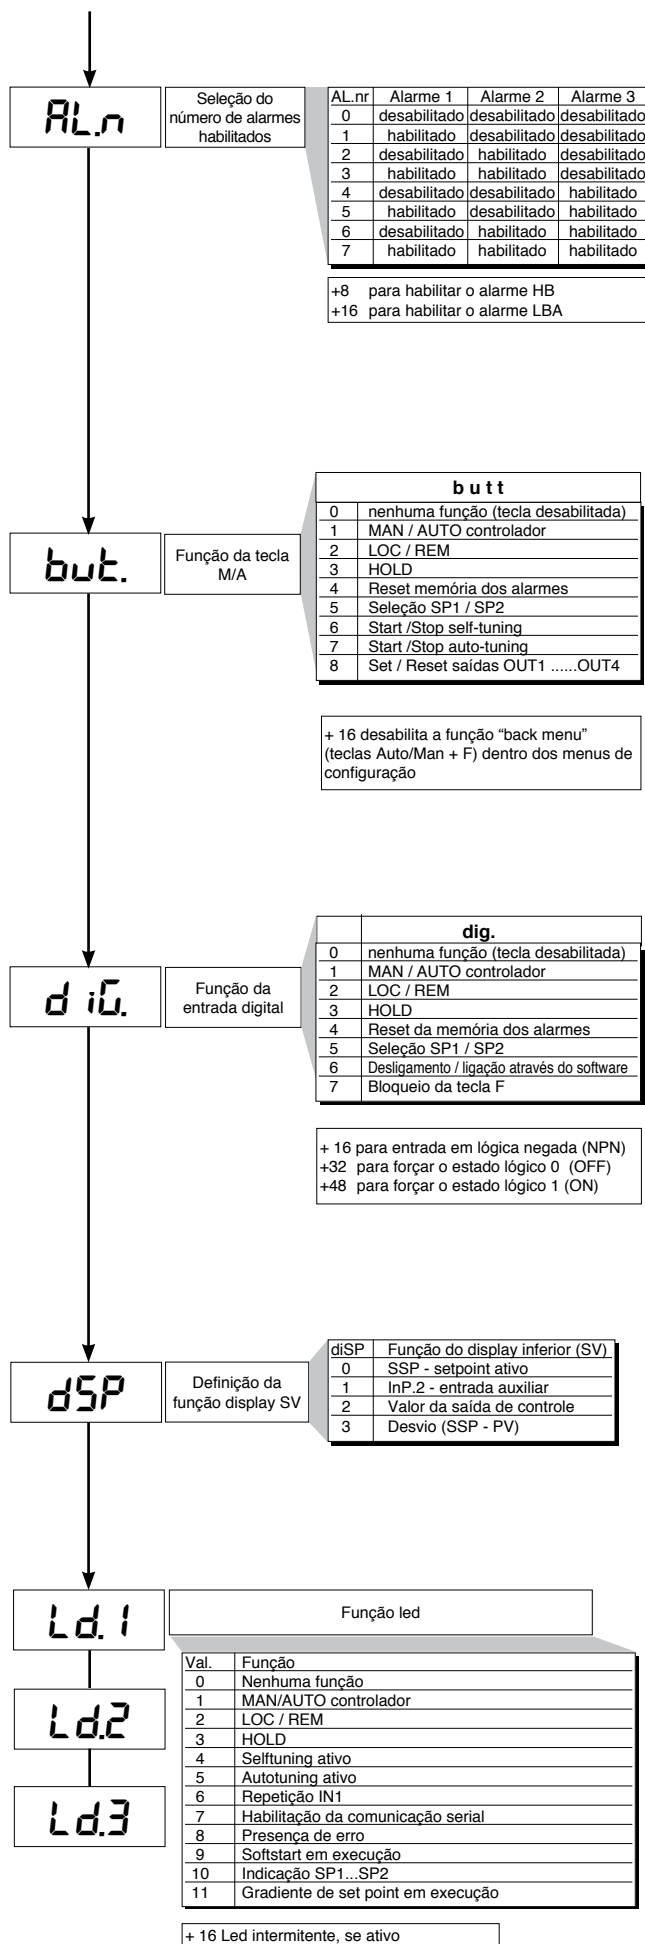 AL.n
Seleção do
número de alarmes
habilitados
AL.nr Alarme 1 Alarme 2 Alarme 3
0 desabilitado desabilitado desabilitado
1 habilitado desabilitado desabilitado
2 desabilitado habilitado desabilitado
3 habilitado habilitado desabilitado
4 desabilitado desabilitado habilitado
5 habilitado desabilitado habilitado
6 desabilitado habilitado habilitado
7 habilitado habilitado habilitado
+8 para habilitar o alarme HB
+16 para habilitar o alarme LBA
but.
Função da tecla
M/A
b u t t
0 nenhuma função (tecla desabilitada)
1 MAN / AUTO controlador
2 LOC / REM
3 HOLD
4 Reset memória dos alarmes
5 Seleção SP1 / SP2
6 Start /Stop self-tuning
7 Start /Stop auto-tuning
8 Set / Reset saídas OUT1 ......OUT4
+ 16 desabilita a função “back menu”
(teclas Auto/Man + F) dentro dos menus de
configuração
diG.
Função da
entrada digital
dig.
0 nenhuma função (tecla desabilitada)
1 MAN / AUTO controlador
2 LOC / REM
3 HOLD
4 Reset da memória dos alarmes
5 Seleção SP1 / SP2
6 Desligamento / ligação através do software
7 Bloqueio da tecla F
+ 16 para entrada em lógica negada (NPN)
+32 para forçar o estado lógico 0 (OFF)
+48 para forçar o estado lógico 1 (ON)
dSP
Definição da
função display SV
diSP Função do display inferior (SV)
0 SSP - setpoint ativo
1 InP.2 - entrada auxiliar
2 Valor da saída de controle
3 Desvio (SSP - PV)
Ld.1
Função led
Ld.2
Ld.3
Val. Função
0 Nenhuma função
1 MAN/AUTO controlador
2 LOC / REM
3 HOLD
4 Selftuning ativo
5 Autotuning ativo
6 Repetição IN1
7 Habilitação da comunicação serial
8 Presença de erro
9 Softstart em execução
10 Indicação SP1...SP2
11 Gradiente de set point em execução
+ 16 Led intermitente, se ativo